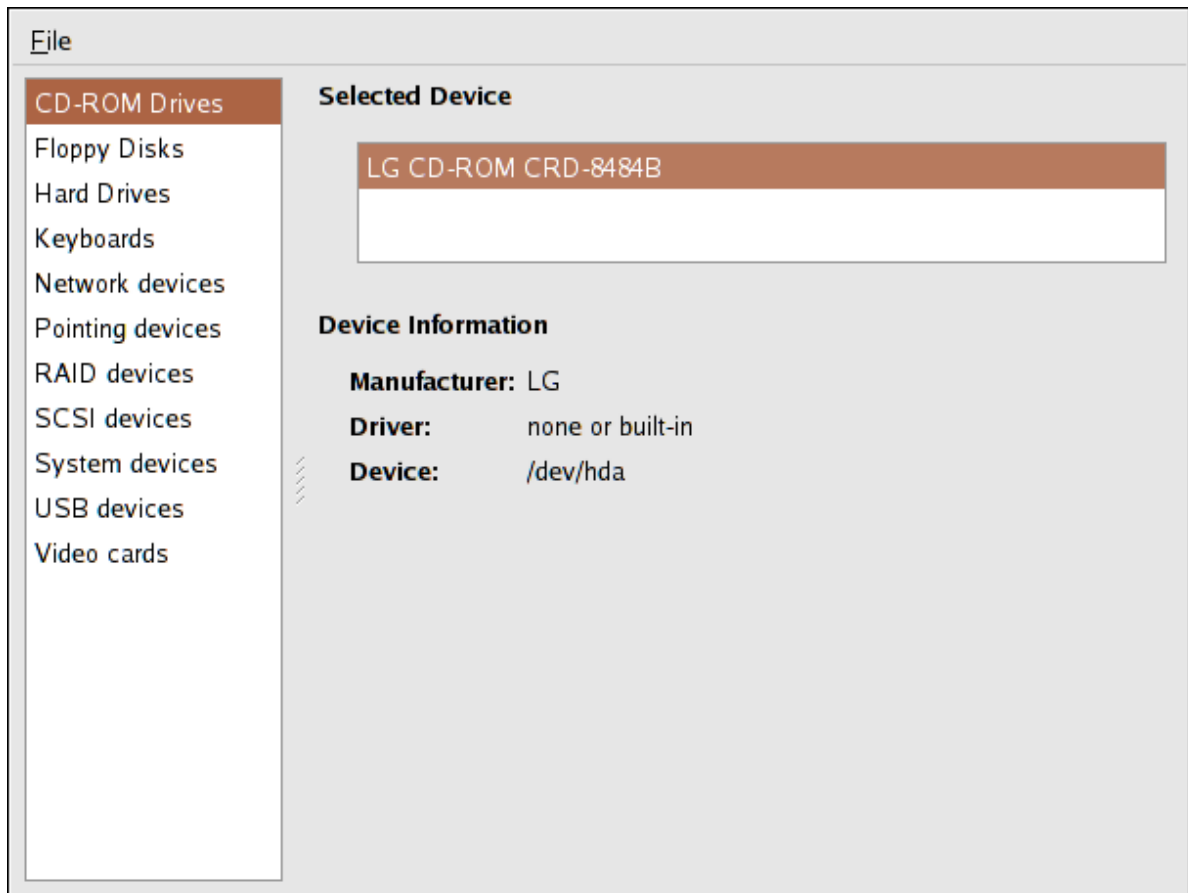 File
CD-ROM Drives
Floppy Disks
Hard Drives
Keyboards
Network devices
Pointing devices
RAID devices
SCSI devices
System devices
USB devices
Video cards
Selected Device
LG CD-ROM CRD-8484B
Device Information
Manufacturer: LG
Driver: none or built-in
Device: /dev/hda